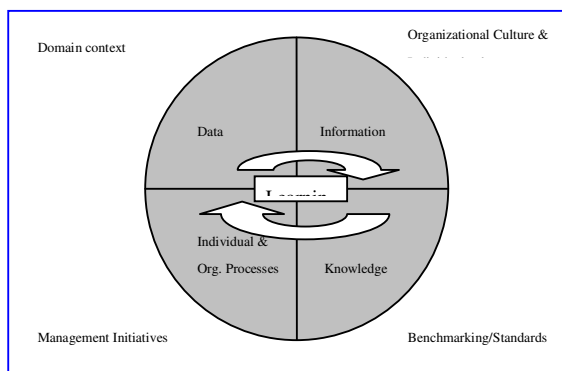 Domain context
Organizational Culture &
Data
Information
Individual &
Org. Processes
Knowledge
Management Initiatives
Benchmarking/Standards